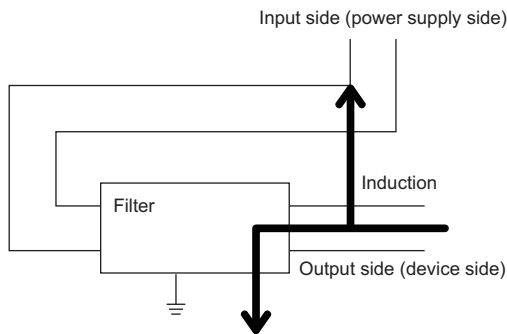 Input side (power supply side)
Induction
Filter
Output side (device side)